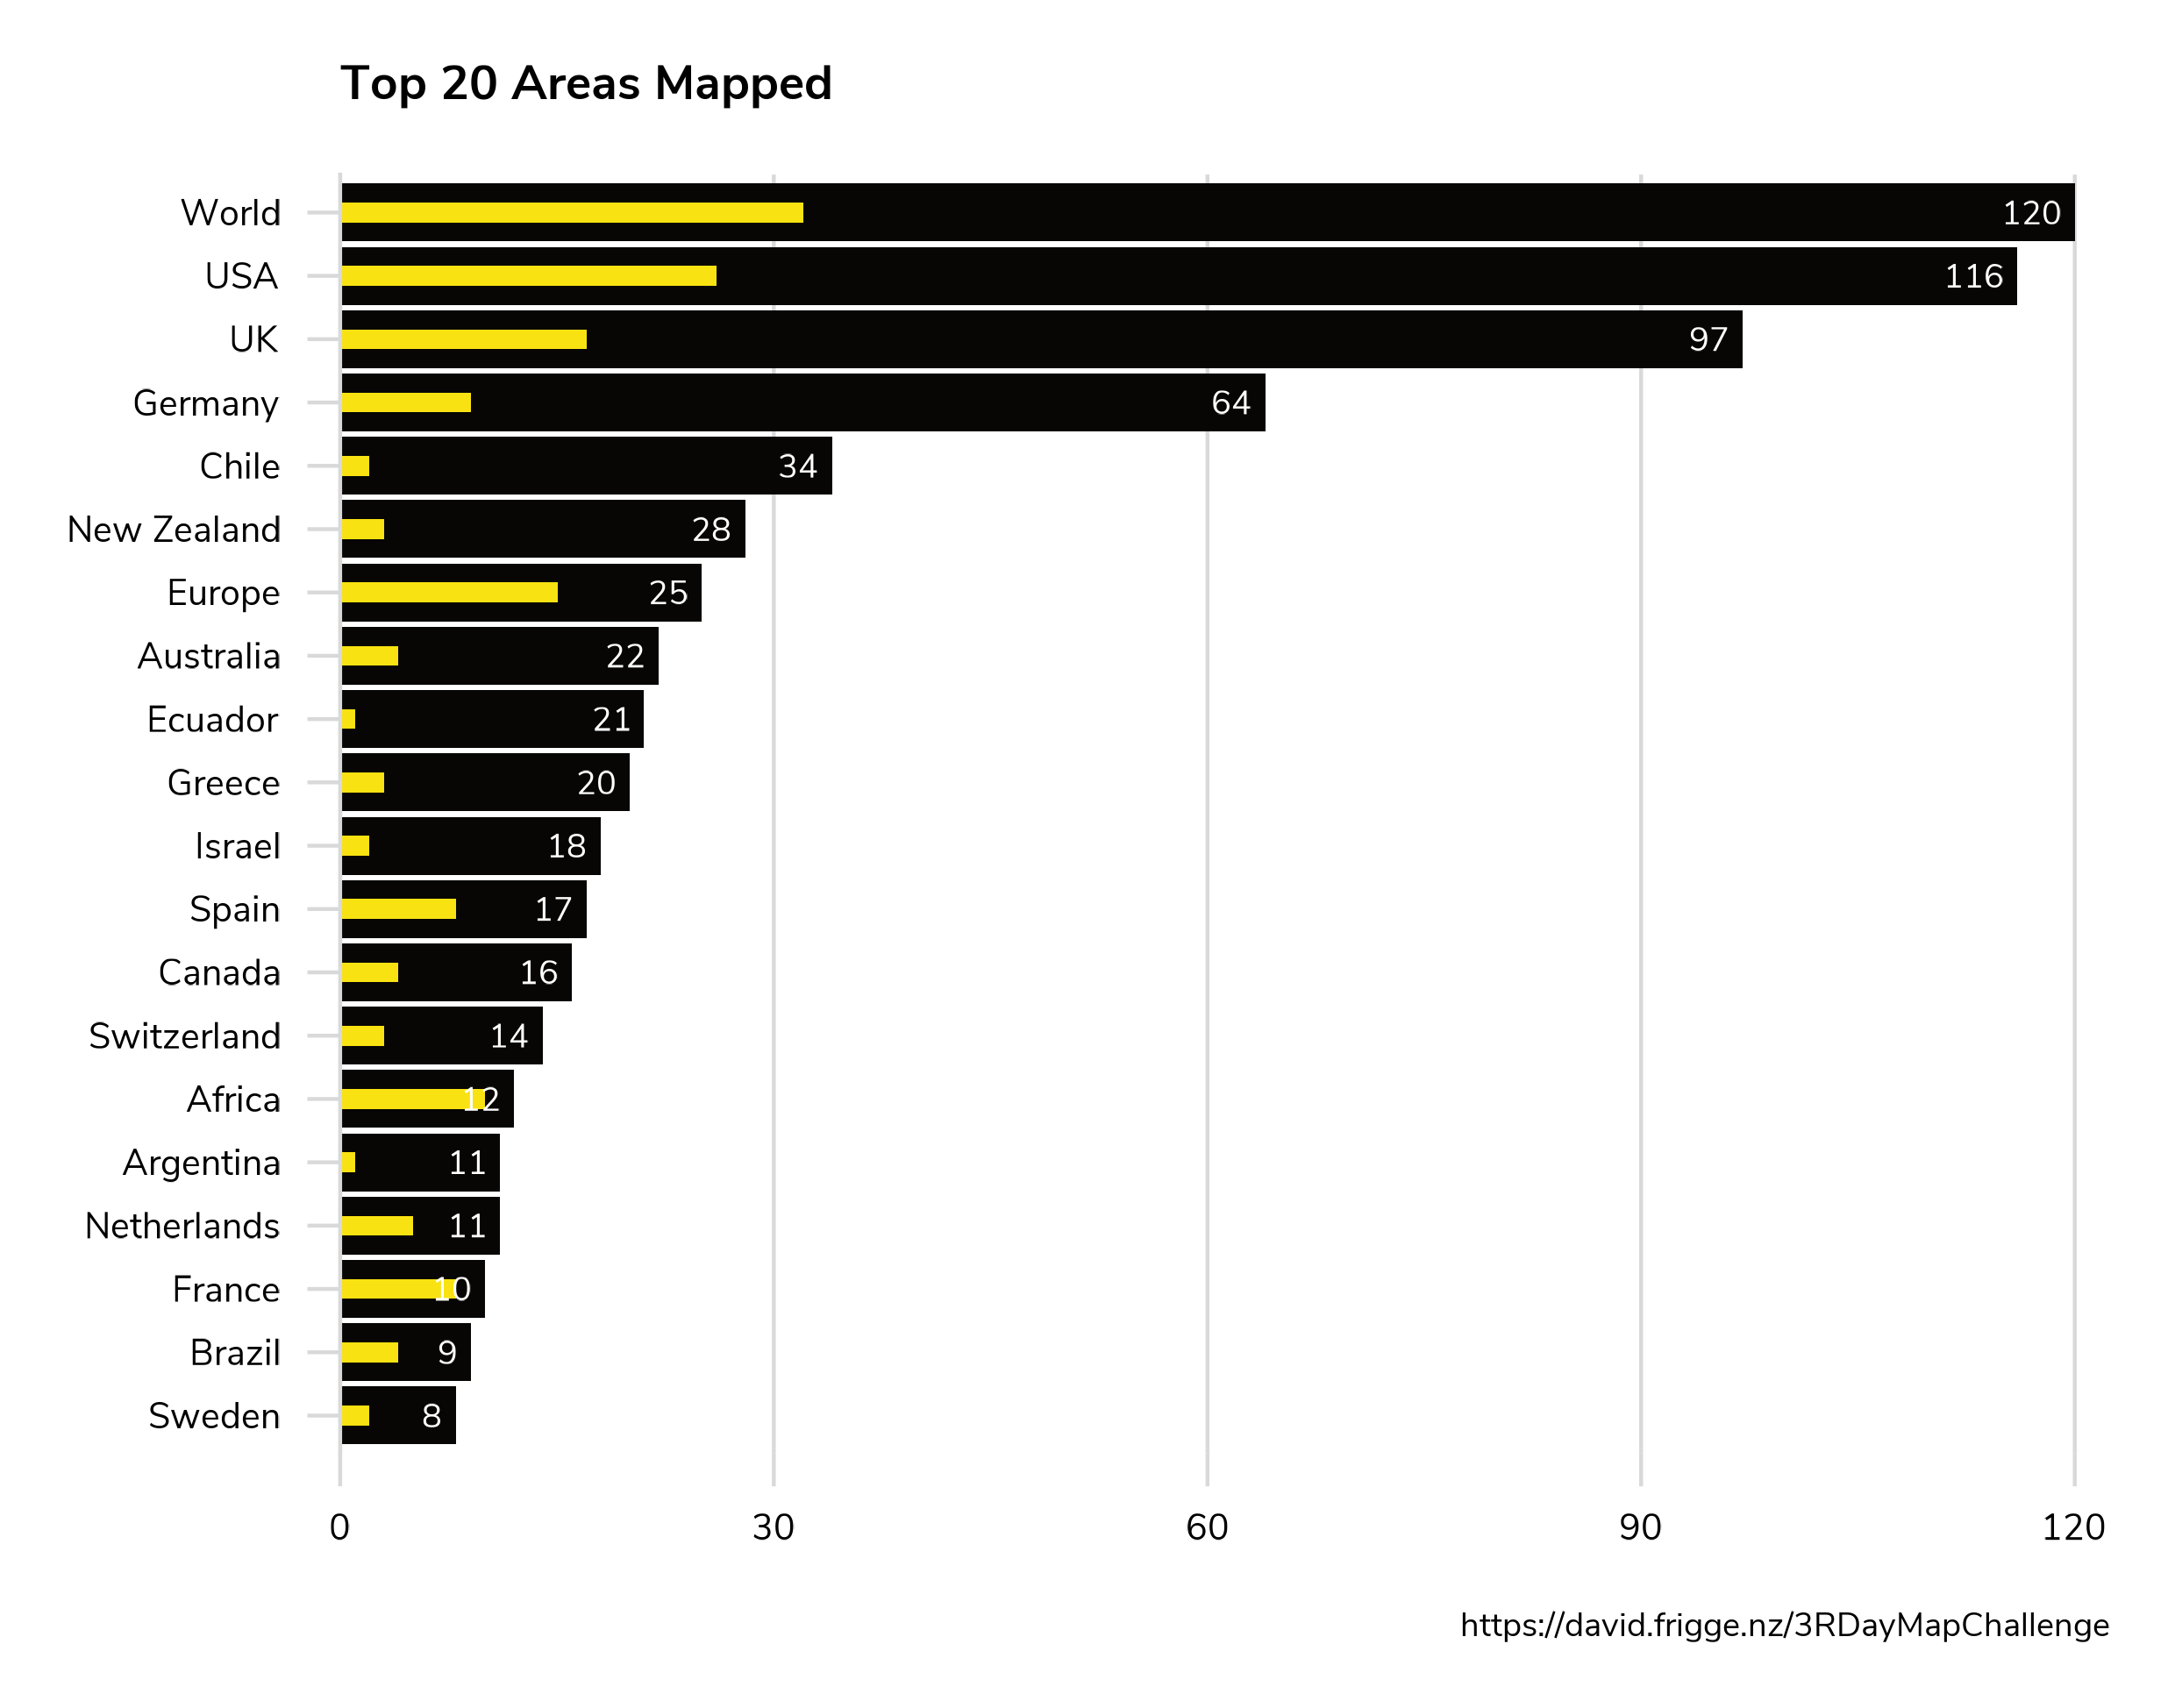 Top 20 Areas Mapped
World 120
USA 116
UK 97
Germany 64
Chile 34
New Zealand 28
Europe 25
Australia 22
Ecuador 21
Greece 20
Israel 18
Spain 17
Canada 16
Switzerland 14
Africa 12
Argentina 11
Netherlands 11
France 10
Brazil 9
Sweden 8
0 30 60 90 120
https://david.frigge.nz/3RDayMapChallenge